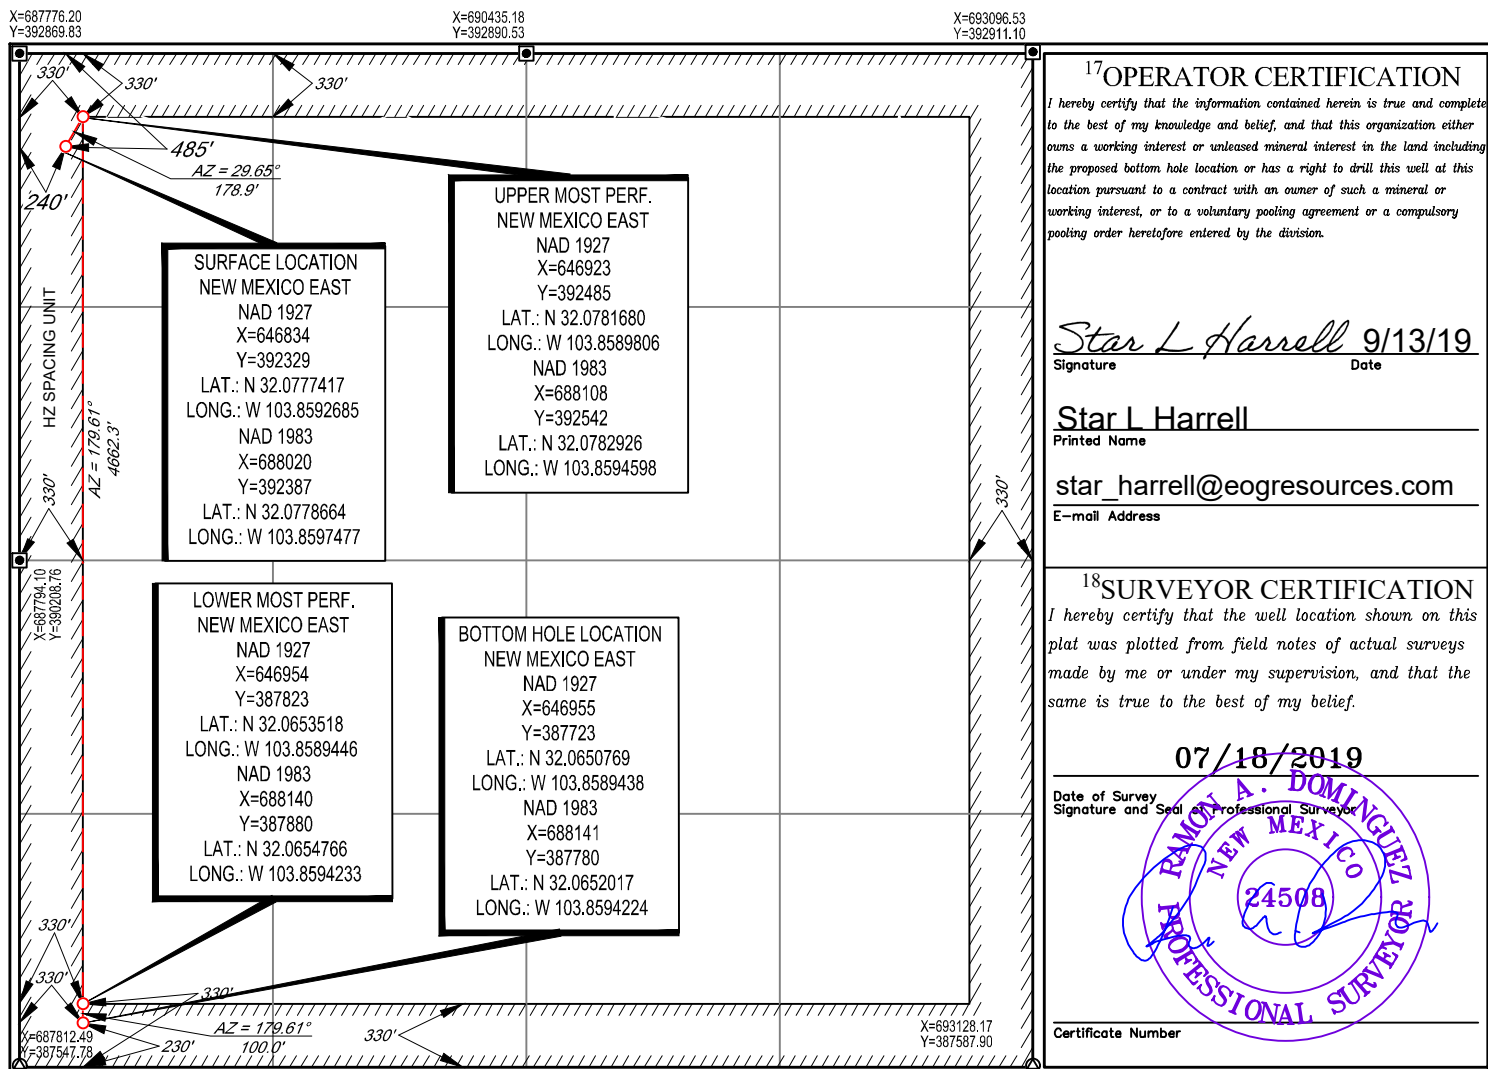 X=687776.20
Y=392869.83
X=690435.18
Y=392890.53
X=693096.53
Y=392911.10
330'
330'
330'
485'
AZ = 29.65°
178.9'
240'
HZ SPACING UNIT
AZ = 179.61°
4662.3'
330'
330'
X=687794.10
Y=390208.76
SURFACE LOCATION
NEW MEXICO EAST
NAD 1927
X=646834
Y=392329
LAT.: N 32.0777417
LONG.: W 103.8592685
NAD 1983
X=688020
Y=392387
LAT.: N 32.0778664
LONG.: W 103.8597477
UPPER MOST PERF.
NEW MEXICO EAST
NAD 1927
X=646923
Y=392485
LAT.: N 32.0781680
LONG.: W 103.8589806
NAD 1983
X=688108
Y=392542
LAT.: N 32.0782926
LONG.: W 103.8594598
LOWER MOST PERF.
NEW MEXICO EAST
NAD 1927
X=646954
Y=387823
LAT.: N 32.0653518
LONG.: W 103.8589446
NAD 1983
X=688140
Y=387880
LAT.: N 32.0654766
LONG.: W 103.8594233
BOTTOM HOLE LOCATION
NEW MEXICO EAST
NAD 1927
X=646955
Y=387723
LAT.: N 32.0650769
LONG.: W 103.8589438
NAD 1983
X=688141
Y=387780
LAT.: N 32.0652017
LONG.: W 103.8594224
330'
330'
330'
AZ = 179.61°
100.0'
230'
330'
X=687812.49
Y=387547.78
X=693128.17
Y=387587.90
17OPERATOR CERTIFICATION
I hereby certify that the information contained herein is true and complete
to the best of my knowledge and belief, and that this organization either
owns a working interest or unleased mineral interest in the land including
the proposed bottom hole location or has a right to drill this well at this
location pursuant to a contract with an owner of such a mineral or
working interest, or to a voluntary pooling agreement or a compulsory
pooling order heretofore entered by the division.
Star L Harrell 9/13/19
Signature Date
Star L Harrell
Printed Name
star_harrell@eogresources.com
E-mail Address
18SURVEYOR CERTIFICATION
I hereby certify that the well location shown on this
plat was plotted from field notes of actual surveys
made by me or under my supervision, and that the
same is true to the best of my belief.
07/18/2019
Date of Survey
Signature and Seal of Professional Surveyor
RAMON A. DOMINGUEZ
NEW MEXICO
24508
PROFESSIONAL SURVEYOR
Certificate Number